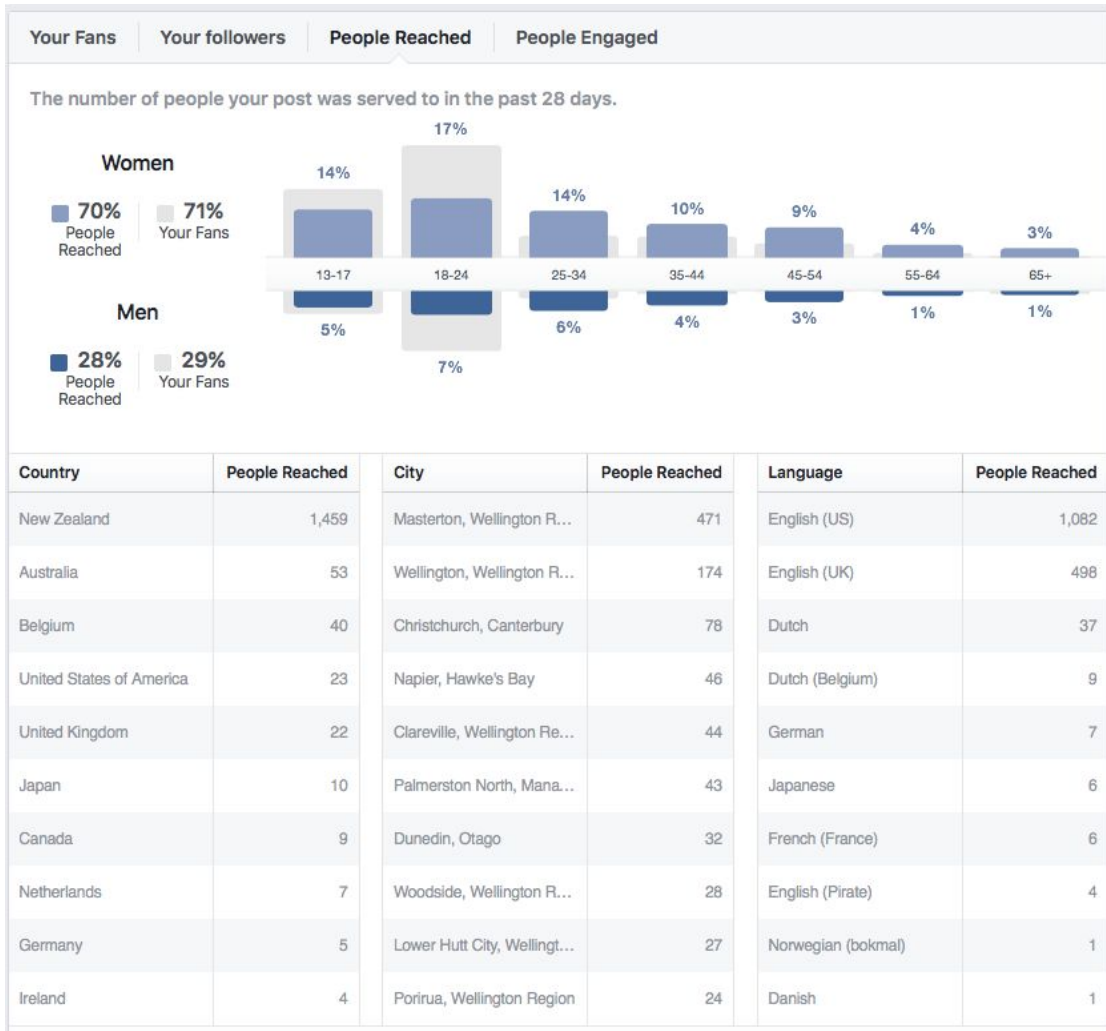 Your Fans Your followers People Reached People Engaged
The number of people your post was served to in the past 28 days.
Women
70% People Reached
71% Your Fans
14% 17% 14% 10% 9% 4% 3%
13-17 18-24 25-34 35-44 45-54 55-64 65+
5% 7% 6% 4% 3% 1% 1%
Men
28% People Reached
29% Your Fans
Country People Reached City People Reached Language People Reached
New Zealand 1,459 Masterton, Wellington R... 471 English (US) 1,082
Australia 53 Wellington, Wellington R... 174 English (UK) 498
Belgium 40 Christchurch, Canterbury 78 Dutch 37
United States of America 23 Napier, Hawke's Bay 46 Dutch (Belgium) 9
United Kingdom 22 Clareville, Wellington Re... 44 German 7
Japan 10 Palmerston North, Mana... 43 Japanese 6
Canada 9 Dunedin, Otago 32 French (France) 6
Netherlands 7 Woodside, Wellington R... 28 English (Pirate) 4
Germany 5 Lower Hutt City, Wellingt... 27 Norwegian (bokmal) 1
Ireland 4 Porirua, Wellington Region 24 Danish 1